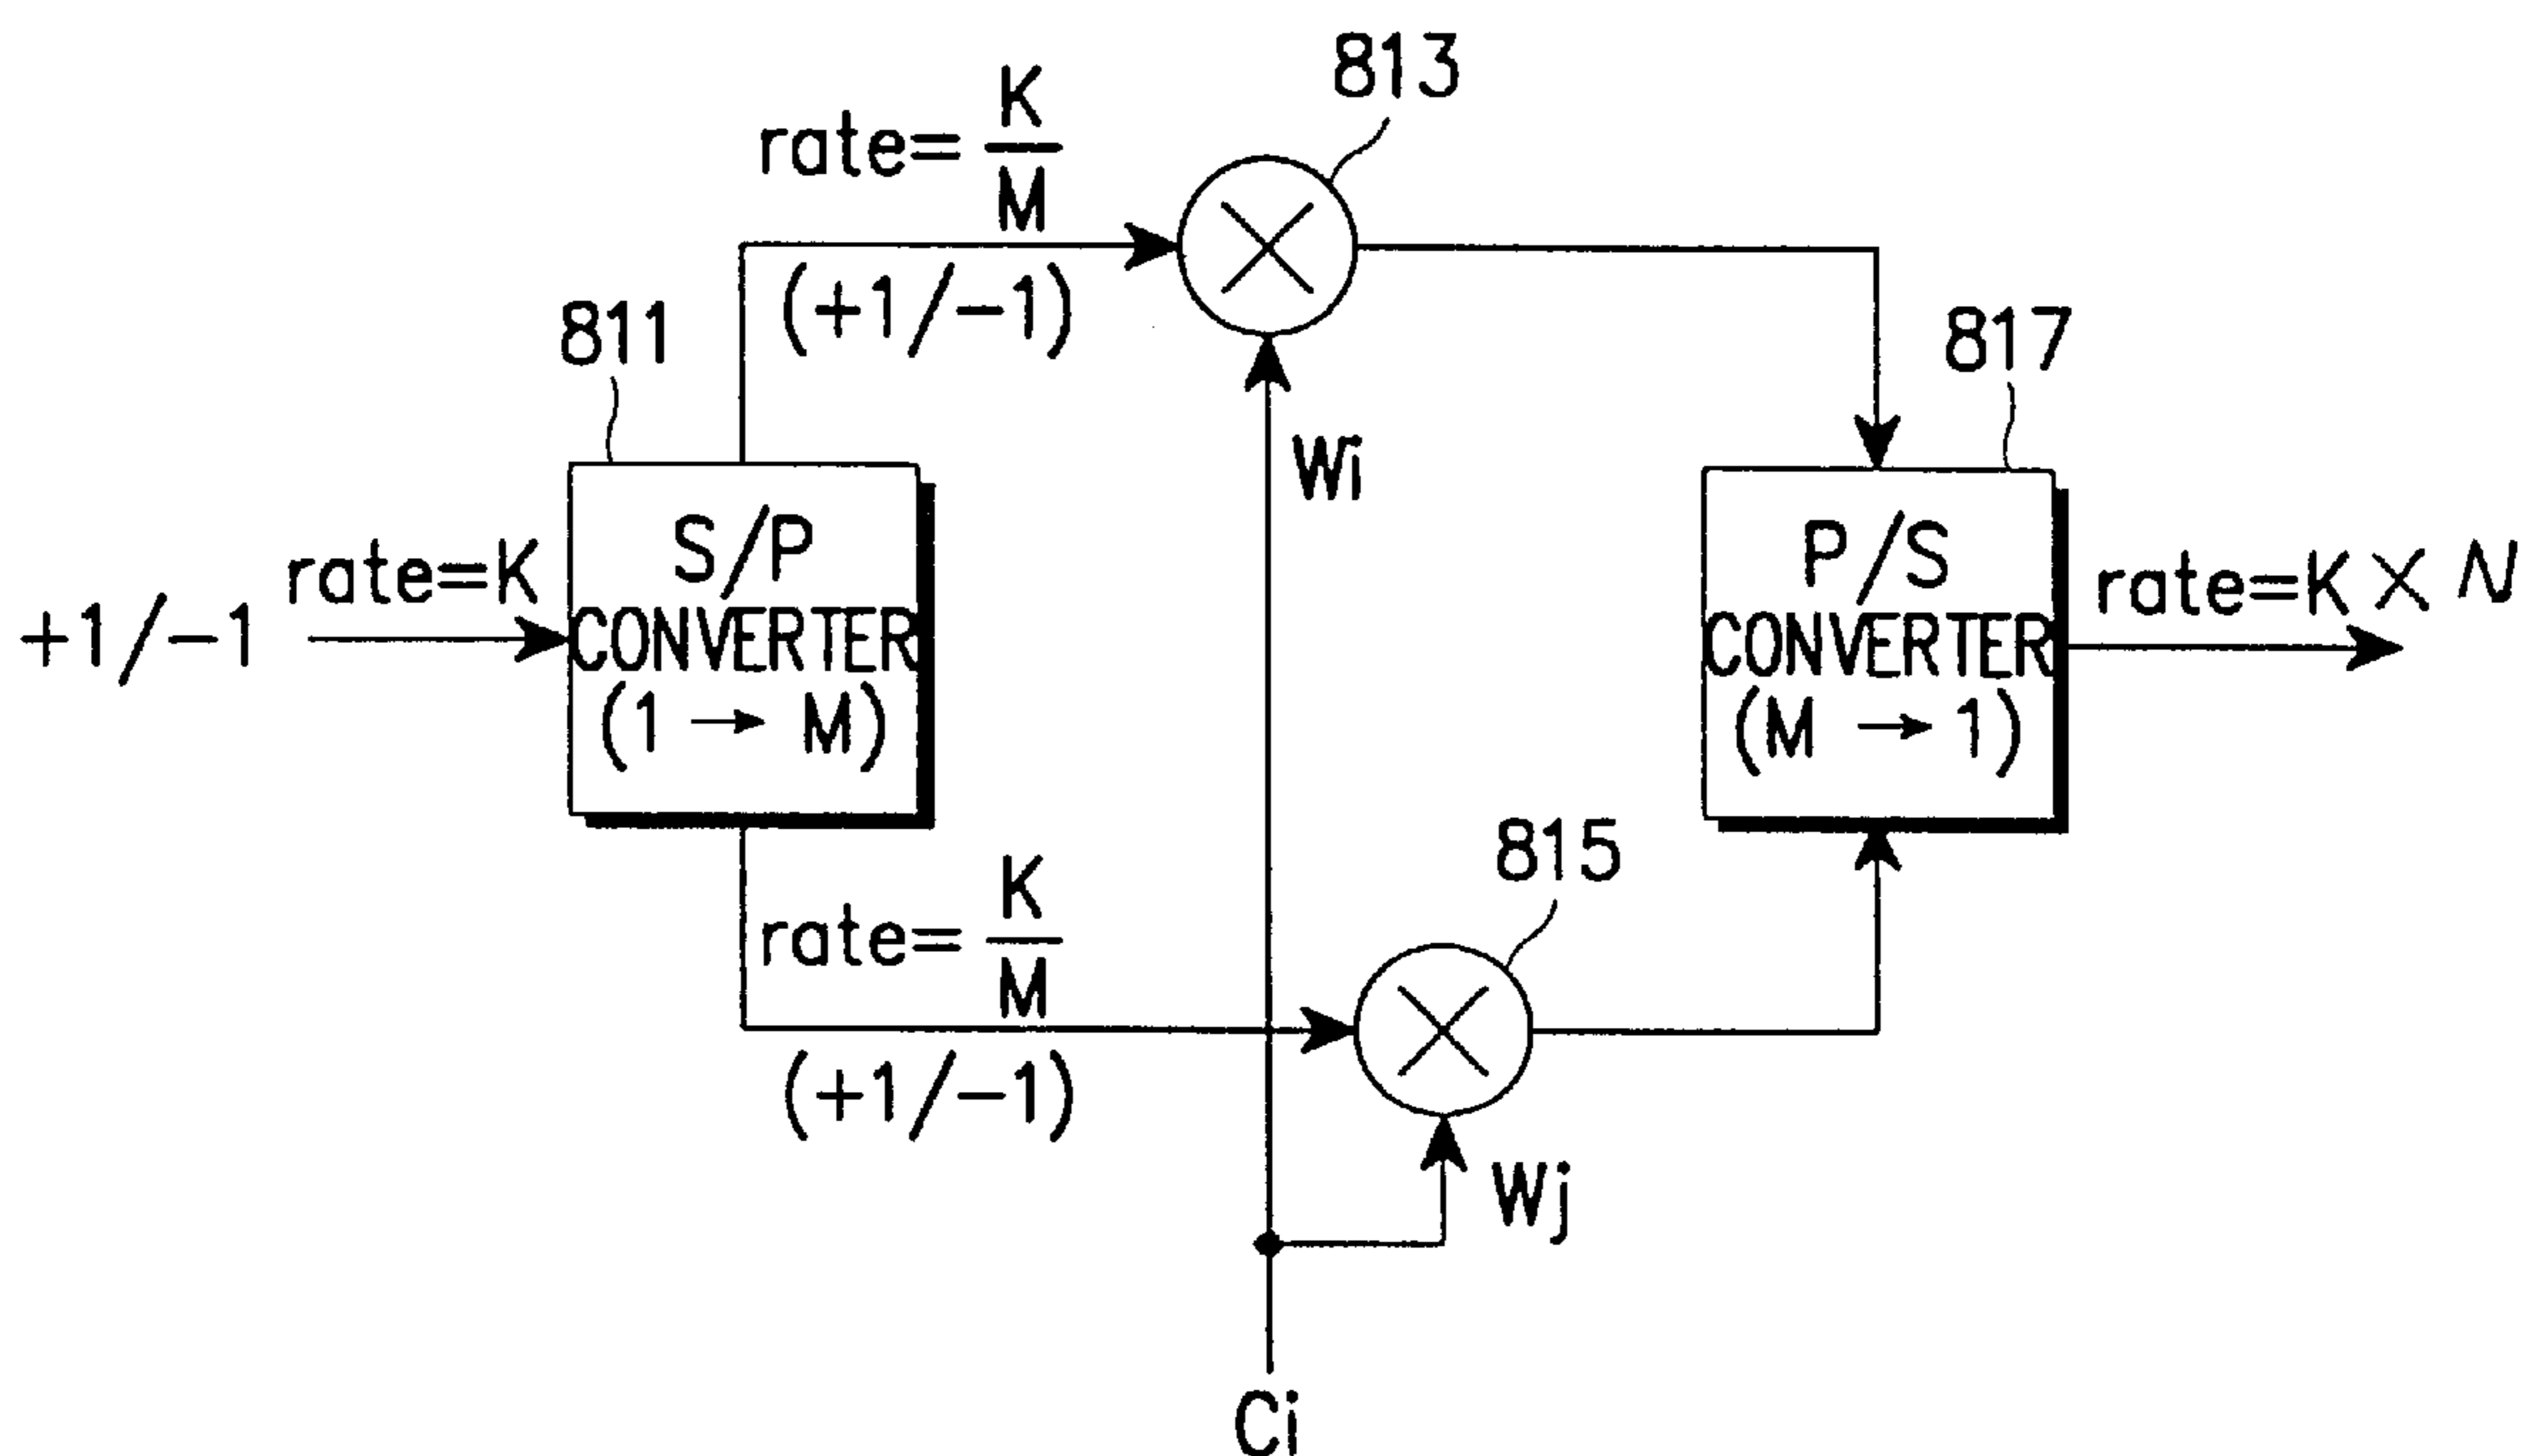 813
rate= K/M
(+1/-1)
811
817
Wi
S/P
CONVERTER
(1 → M)
P/S
CONVERTER
(M → 1)
+1/-1
rate=K
rate=K × N
815
rate= K/M
(+1/-1)
Wj
Ci